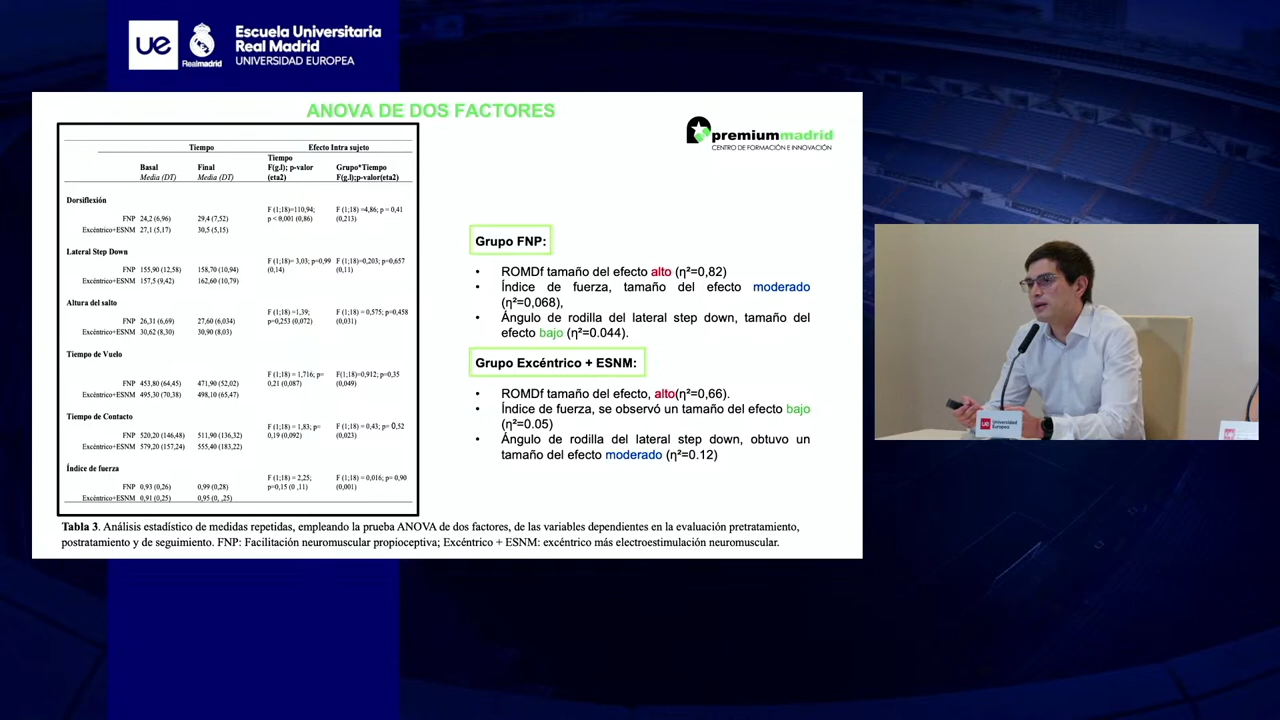 ue
Realmadrid
Escuela Universitaria
Real Madrid
UNIVERSIDAD EUROPEA
ANOVA DE DOS FACTORES
premiummadrid
CENTRO DE FORMACIÓN E INNOVACIÓN
Tiempo Efecto Intra sujeto
Basal Final Tiempo Grupo*Tiempo
Media (DT) Media (DT) F(g.l); p-valor (eta2) F(g.l);p-valor(eta2)
Dorsiflexión
F (1;18)=110,94; p < 0,001 (0,86) F (1;18) =4,86; p = 0,41 (0,213)
FNP 24,2 (6,96) 29,4 (7,52)
Excéntrico+ESNM 27,1 (5,17) 30,5 (5,15)
Lateral Step Down
F (1;18)= 3,03; p=0,99 (0,14) F (1;18)=0,203; p=0,657 (0,11)
FNP 155,90 (12,58) 158,70 (10,94)
Excéntrico+ESNM 157,5 (9,42) 162,60 (10,79)
Altura del salto
F (1;18) =1,39; p=0,253 (0,072) F (1;18) = 0,575; p=0,458 (0,031)
FNP 26,31 (6,69) 27,60 (6,034)
Excéntrico+ESNM 30,62 (8,30) 30,90 (8,03)
Tiempo de Vuelo
F (1;18) = 1,716; p= 0,21 (0,087) F(1;18)=0,912; p=0,35 (0,049)
FNP 453,80 (64,45) 471,90 (52,02)
Excéntrico+ESNM 495,30 (70,38) 498,10 (65,47)
Tiempo de Contacto
F (1;18) = 1,83; p= 0,19 (0,092) F (1;18) = 0,43; p= 0,52 (0,023)
FNP 520,20 (146,48) 511,90 (136,32)
Excéntrico+ESNM 579,20 (157,24) 555,40 (183,22)
Índice de fuerza
F (1;18) = 2,25; p=0,15 (0 ,11) F (1;18) = 0,016; p= 0,90 (0,001)
FNP 0,93 (0,26) 0,99 (0,28)
Excéntrico+ESNM 0,91 (0,25) 0,95 (0, ,25)
Grupo FNP:
• ROMDf tamaño del efecto alto (η²=0,82)
• Índice de fuerza, tamaño del efecto moderado
(η²=0,068),
• Ángulo de rodilla del lateral step down, tamaño del
efecto bajo (η²=0.044).
Grupo Excéntrico + ESNM:
• ROMDf tamaño del efecto, alto(η²=0,66).
• Índice de fuerza, se observó un tamaño del efecto bajo
(η²=0.05)
• Ángulo de rodilla del lateral step down, obtuvo un
tamaño del efecto moderado (η²=0.12)
Tabla 3. Análisis estadístico de medidas repetidas, empleando la prueba ANOVA de dos factores, de las variables dependientes en la evaluación pretratamiento,
postratamiento y de seguimiento. FNP: Facilitación neuromuscular propioceptiva; Excéntrico + ESNM: excéntrico más electroestimulación neuromuscular.
ue Universidad
Europea